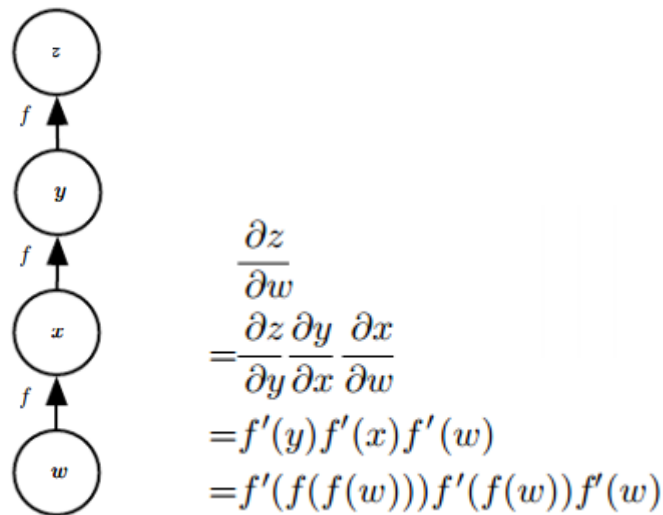 z
f
y
f
x
f
w
∂z/∂w
=∂z/∂y ∂y/∂x ∂x/∂w
=f′(y)f′(x)f′(w)
=f′(f(f(w)))f′(f(w))f′(w)